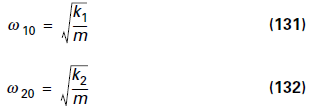 ω₁₀ = √(k₁/m) (131)
ω₂₀ = √(k₂/m) (132)